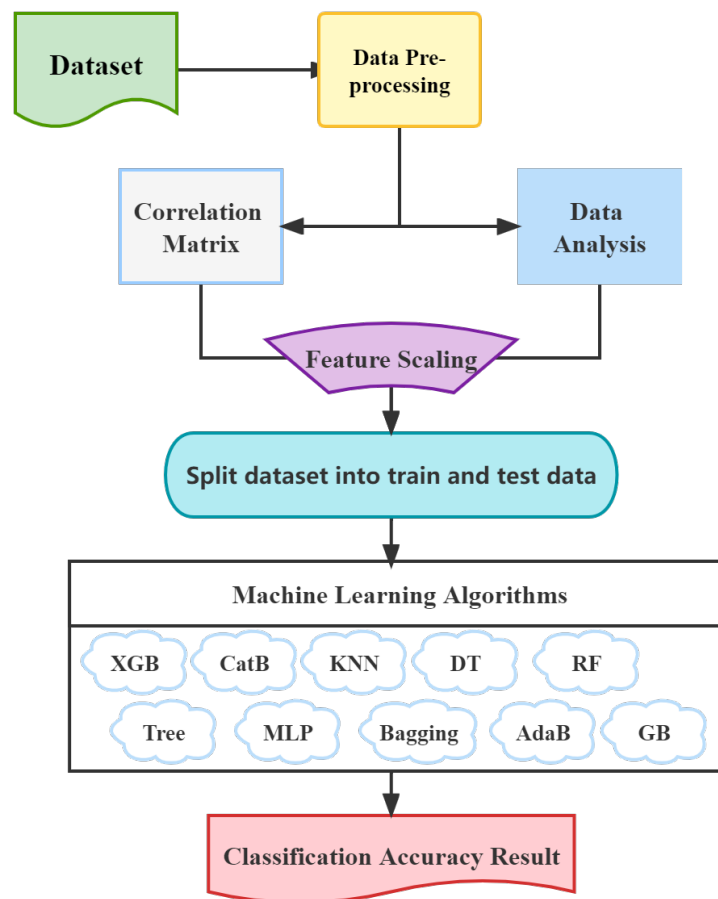 Dataset
Data Pre-
processing
Correlation
Matrix
Data
Analysis
Feature Scaling
Split dataset into train and test data
Machine Learning Algorithms
XGB
CatB
KNN
DT
RF
Tree
MLP
Bagging
AdaB
GB
Classification Accuracy Result